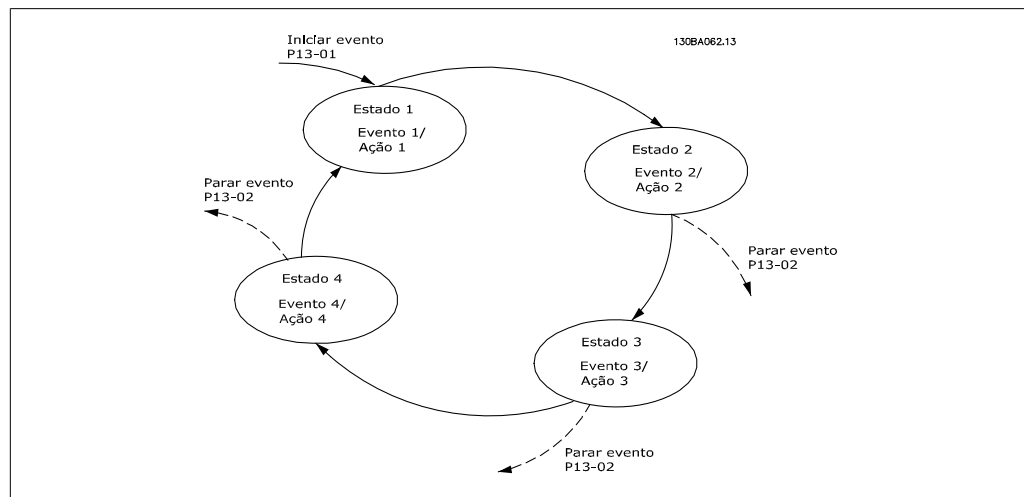 Iniciar evento
P13-01
130BA062.13
Estado 1
Evento 1/
Ação 1
Estado 2
Evento 2/
Ação 2
Parar evento
P13-02
Parar evento
P13-02
Estado 4
Evento 4/
Ação 4
Estado 3
Evento 3/
Ação 3
Parar evento
P13-02